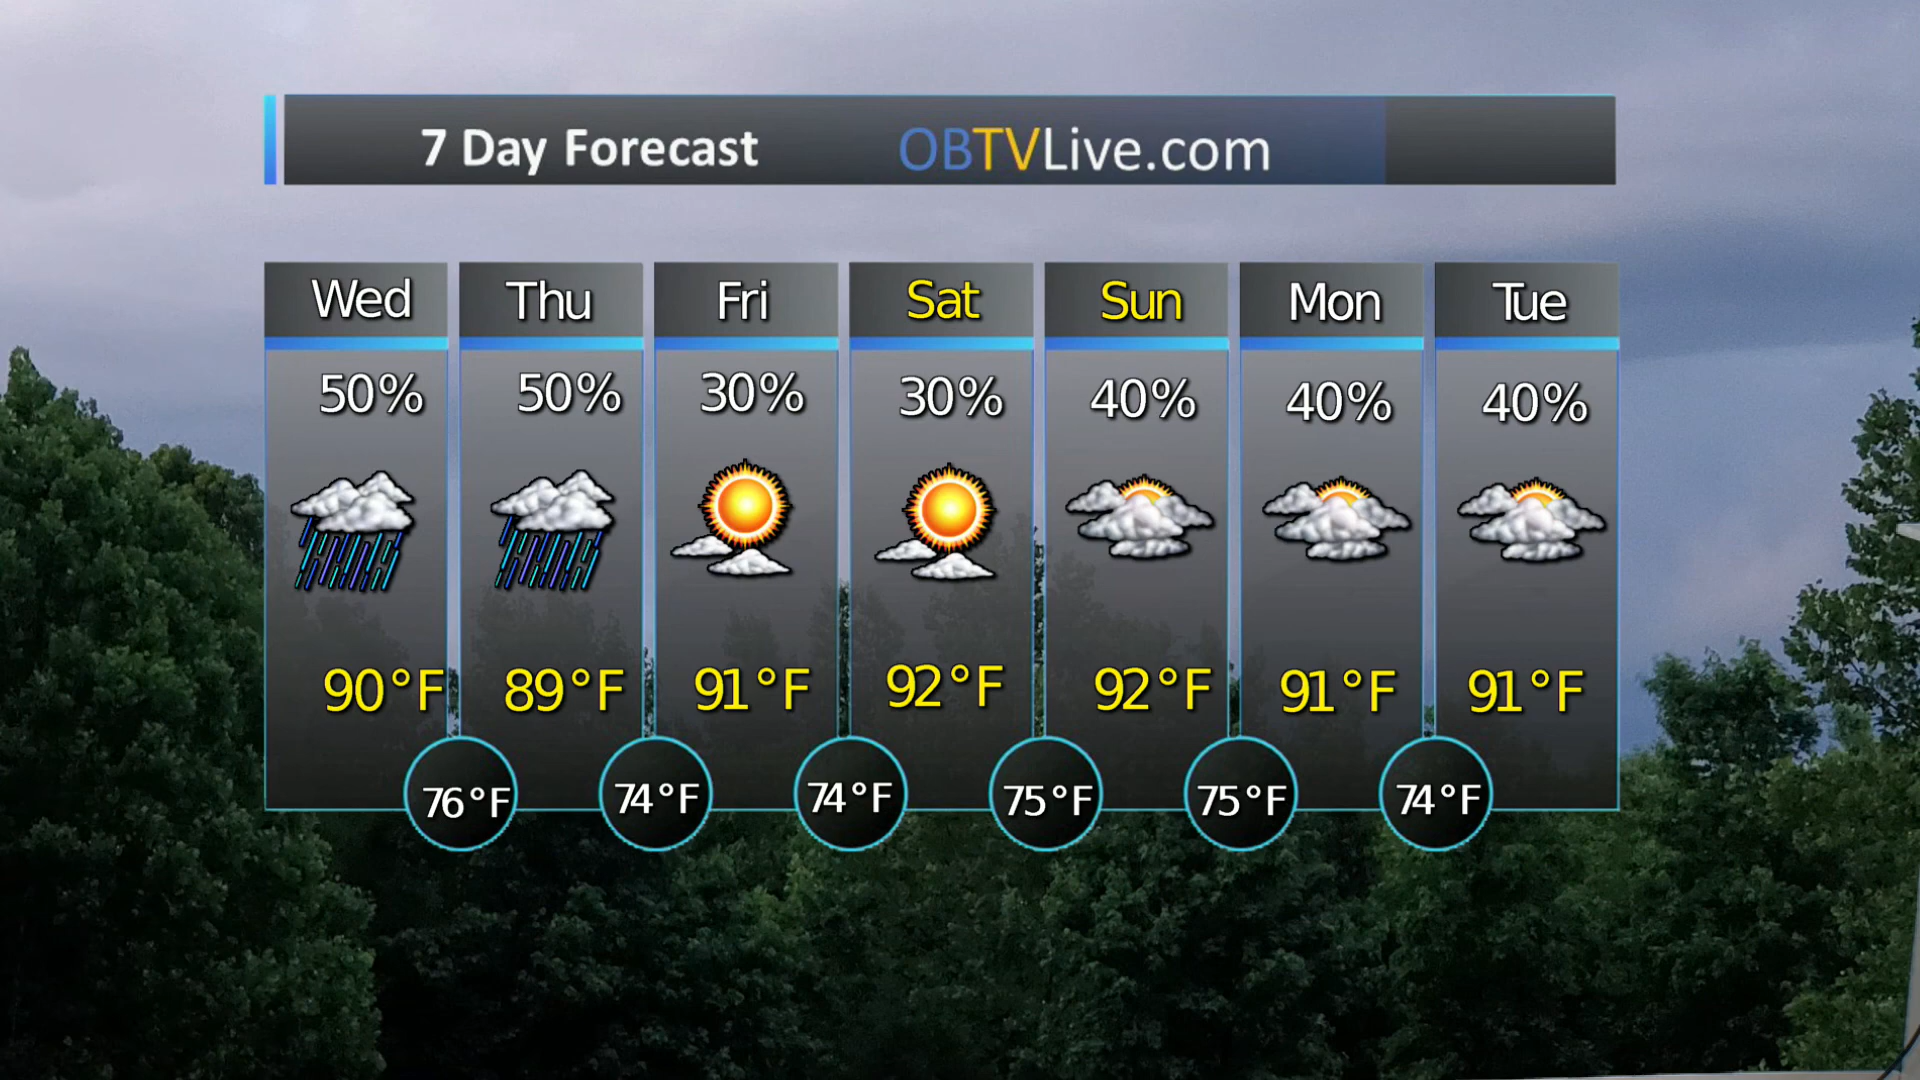 7 Day Forecast OBTVLive.com
Wed Thu Fri Sat Sun Mon Tue
50% 50% 30% 30% 40% 40% 40%
90°F 89°F 91°F 92°F 92°F 91°F 91°F
76°F 74°F 74°F 75°F 75°F 74°F